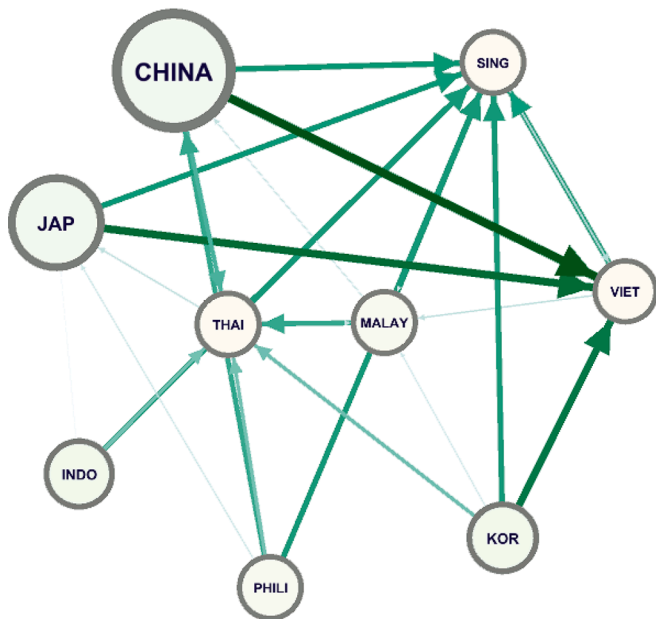 SING
CHINA
JAP
VIET
THAI
MALAY
INDO
KOR
PHILI